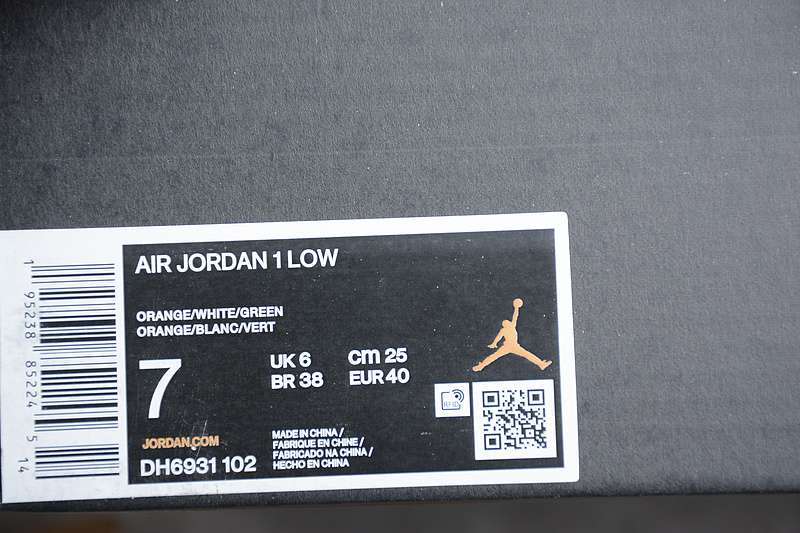 AIR JORDAN 1 LOW
ORANGE/WHITE/GREEN
ORANGE/BLANC/VERT
7
UK 6
cm 25
BR 38
EUR 40
JORDAN.COM
DH6931 102
MADE IN CHINA /
FABRIQUE EN CHINE /
FABRICADO NA CHINA /
HECHO EN CHINA
RFID
1 95238 85224 5 14